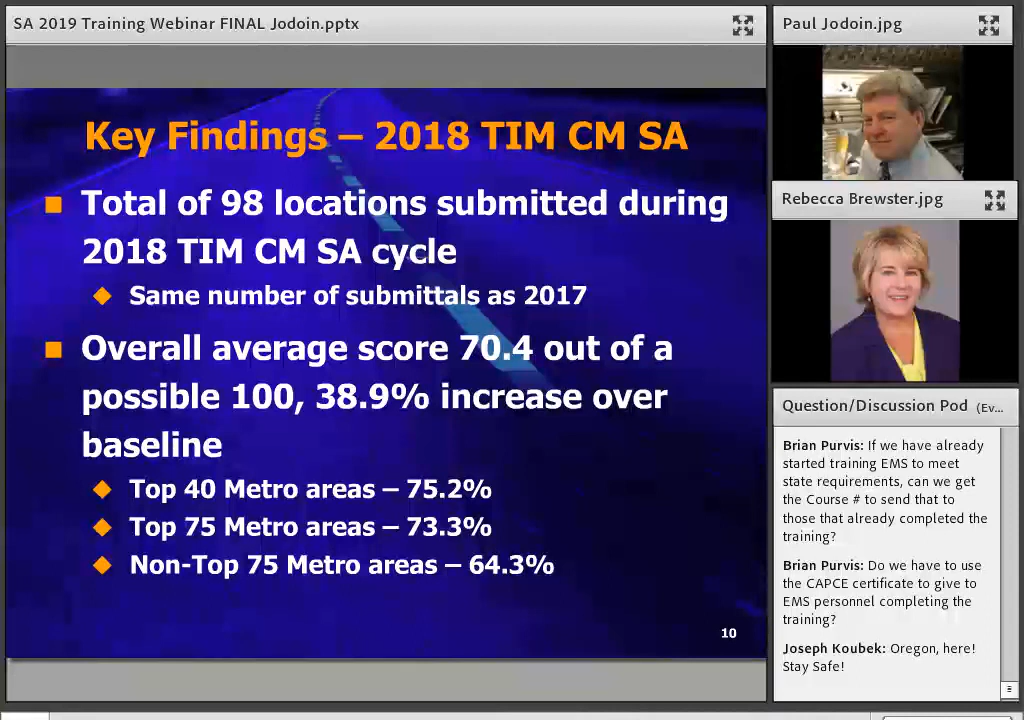 SA 2019 Training Webinar FINAL Jodoin.pptx
Key Findings – 2018 TIM CM SA
Total of 98 locations submitted during
2018 TIM CM SA cycle
Same number of submittals as 2017
Overall average score 70.4 out of a
possible 100, 38.9% increase over
baseline
Top 40 Metro areas – 75.2%
Top 75 Metro areas – 73.3%
Non-Top 75 Metro areas – 64.3%
10
Paul Jodoin.jpg
Rebecca Brewster.jpg
Question/Discussion Pod (Ev...
Brian Purvis: If we have already
started training EMS to meet
state requirements, can we get
the Course # to send that to
those that already completed the
training?
Brian Purvis: Do we have to use
the CAPCE certificate to give to
EMS personnel completing the
training?
Joseph Koubek: Oregon, here!
Stay Safe!